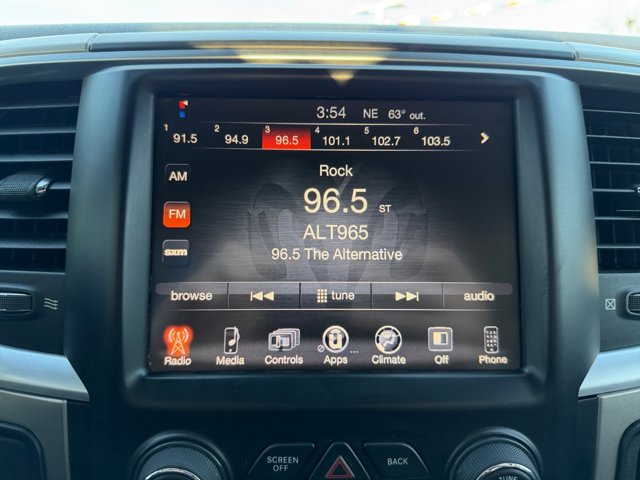 3:54 NE 63° out.
1 91.5 2 94.9 3 96.5 4 101.1 5 102.7 6 103.5
Rock
AM
96.5 ST
FM
ALT965
96.5 The Alternative
sxm
browse tune audio
Radio Media Controls Apps ... Climate Off Phone
SCREEN OFF BACK
TUNE